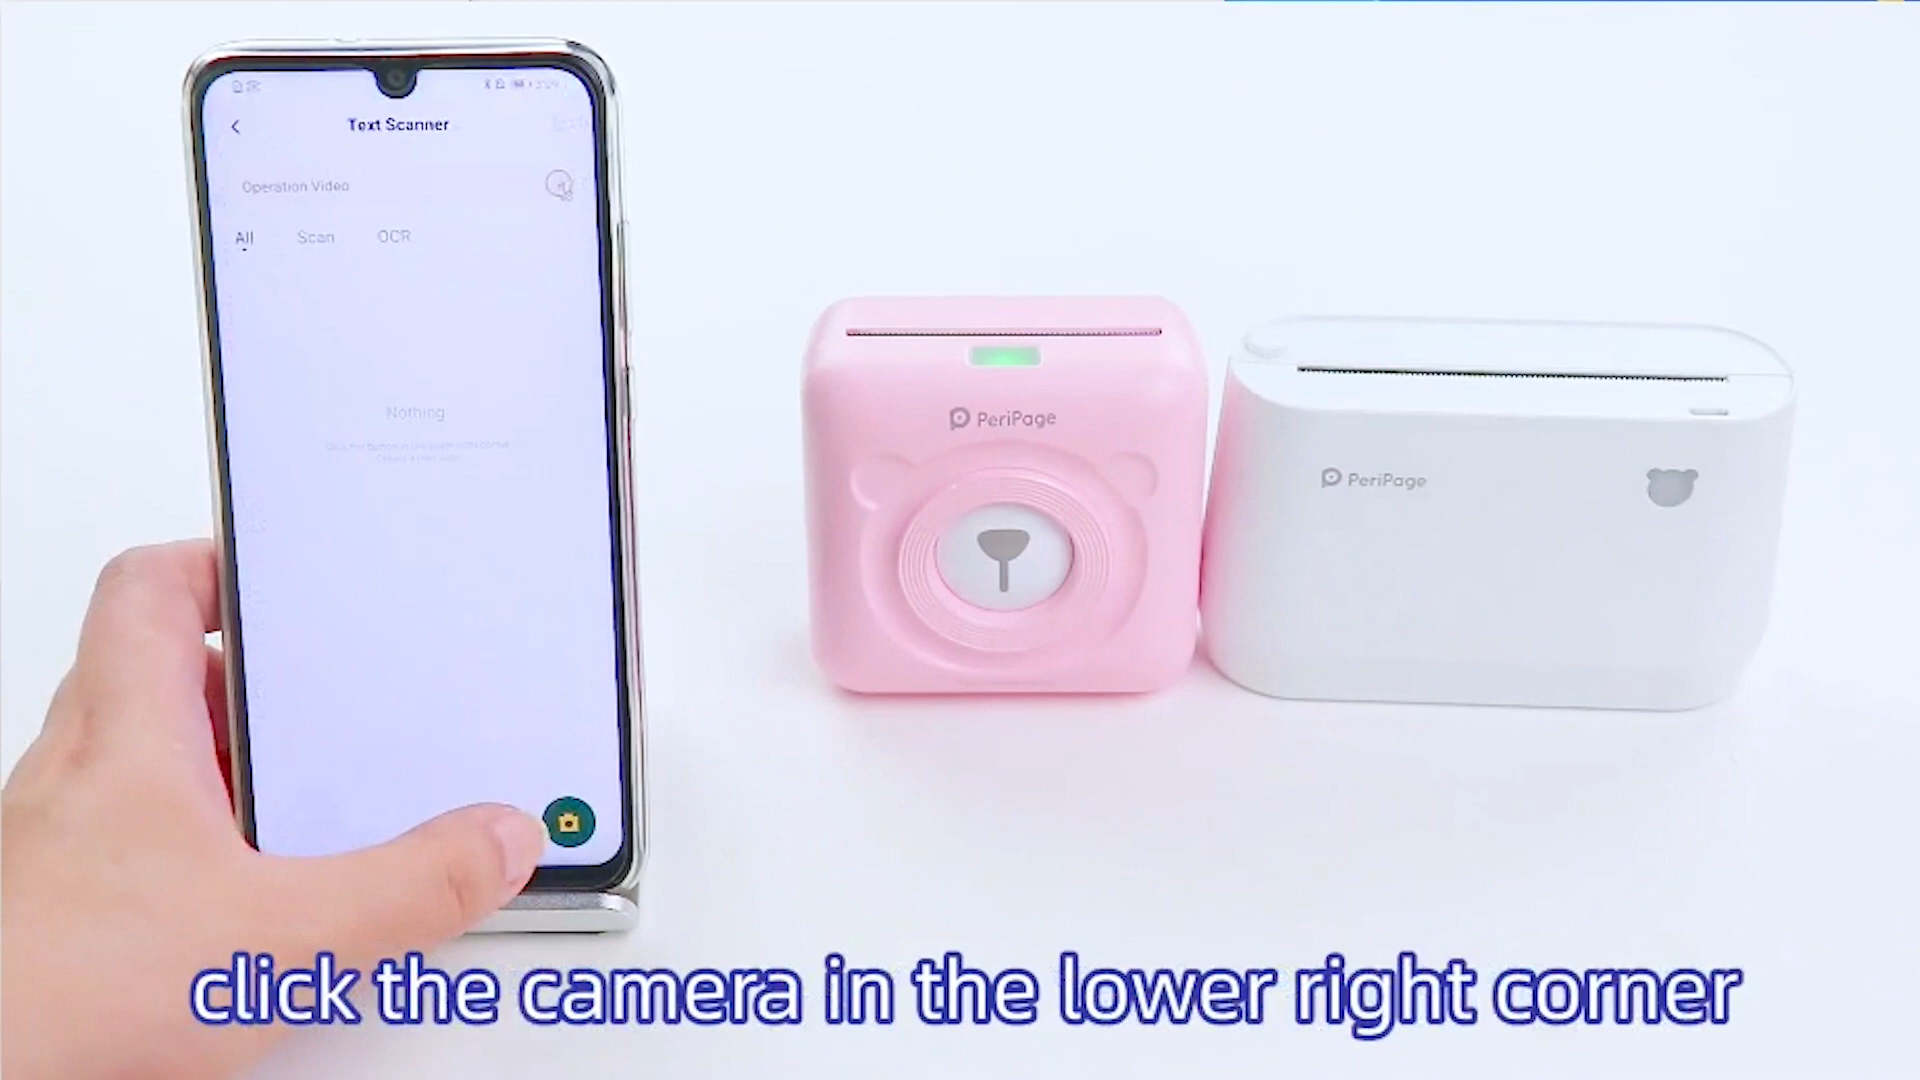 Text Scanner
Operation Video
All Scan OCR
Nothing
PeriPage
PeriPage
click the camera in the lower right corner